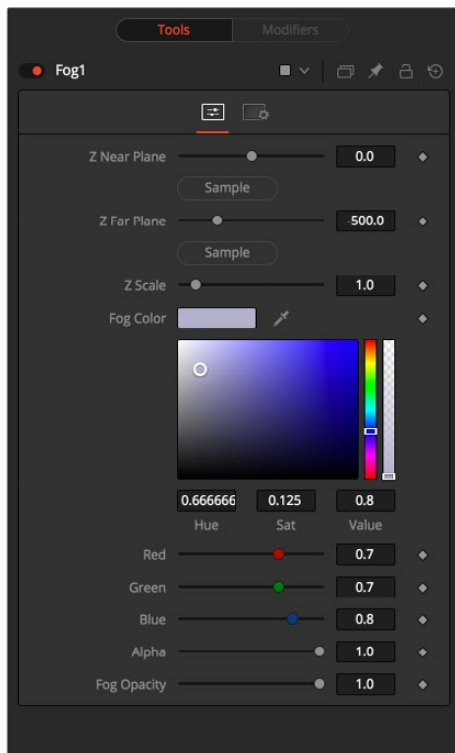 Tools Modifiers
Fog1
Z Near Plane 0.0
Sample
Z Far Plane -500.0
Sample
Z Scale 1.0
Fog Color
0.666666 0.125 0.8
Hue Sat Value
Red 0.7
Green 0.7
Blue 0.8
Alpha 1.0
Fog Opacity 1.0